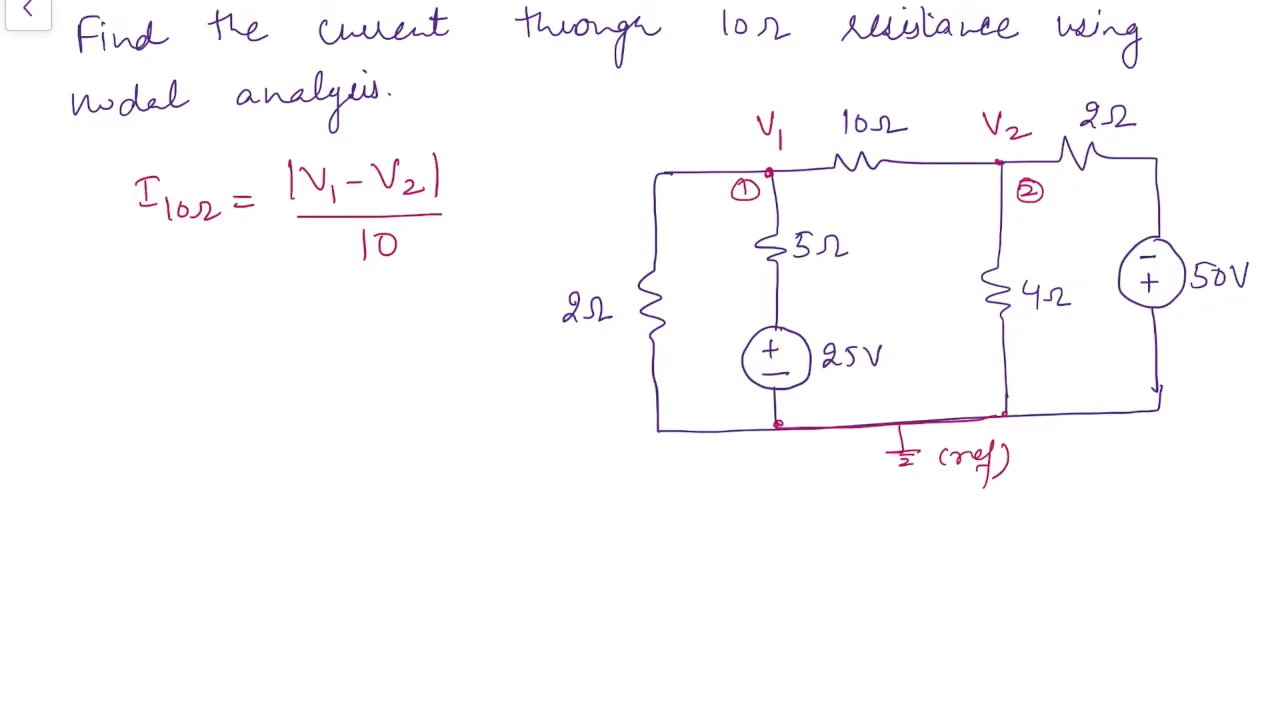 Find the current through 10Ω resistance using
nodal analysis.
I10Ω = |V1 - V2| / 10
V1 10Ω V2 2Ω
① ②
5Ω
2Ω
4Ω
- + 50V
+ - 25V
(ref)